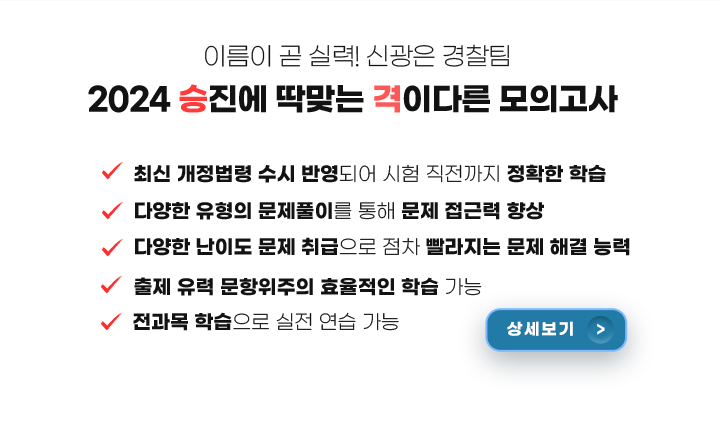 이름이 곧 실력! 신광은 경찰팀
2024 승진에 딱맞는 격이다른 모의고사
최신 개정법령 수시 반영되어 시험 직전까지 정확한 학습
다양한 유형의 문제풀이를 통해 문제 접근력 향상
다양한 난이도 문제 취급으로 점차 빨라지는 문제 해결 능력
출제 유력 문항위주의 효율적인 학습 가능
전과목 학습으로 실전 연습 가능
상세보기 >